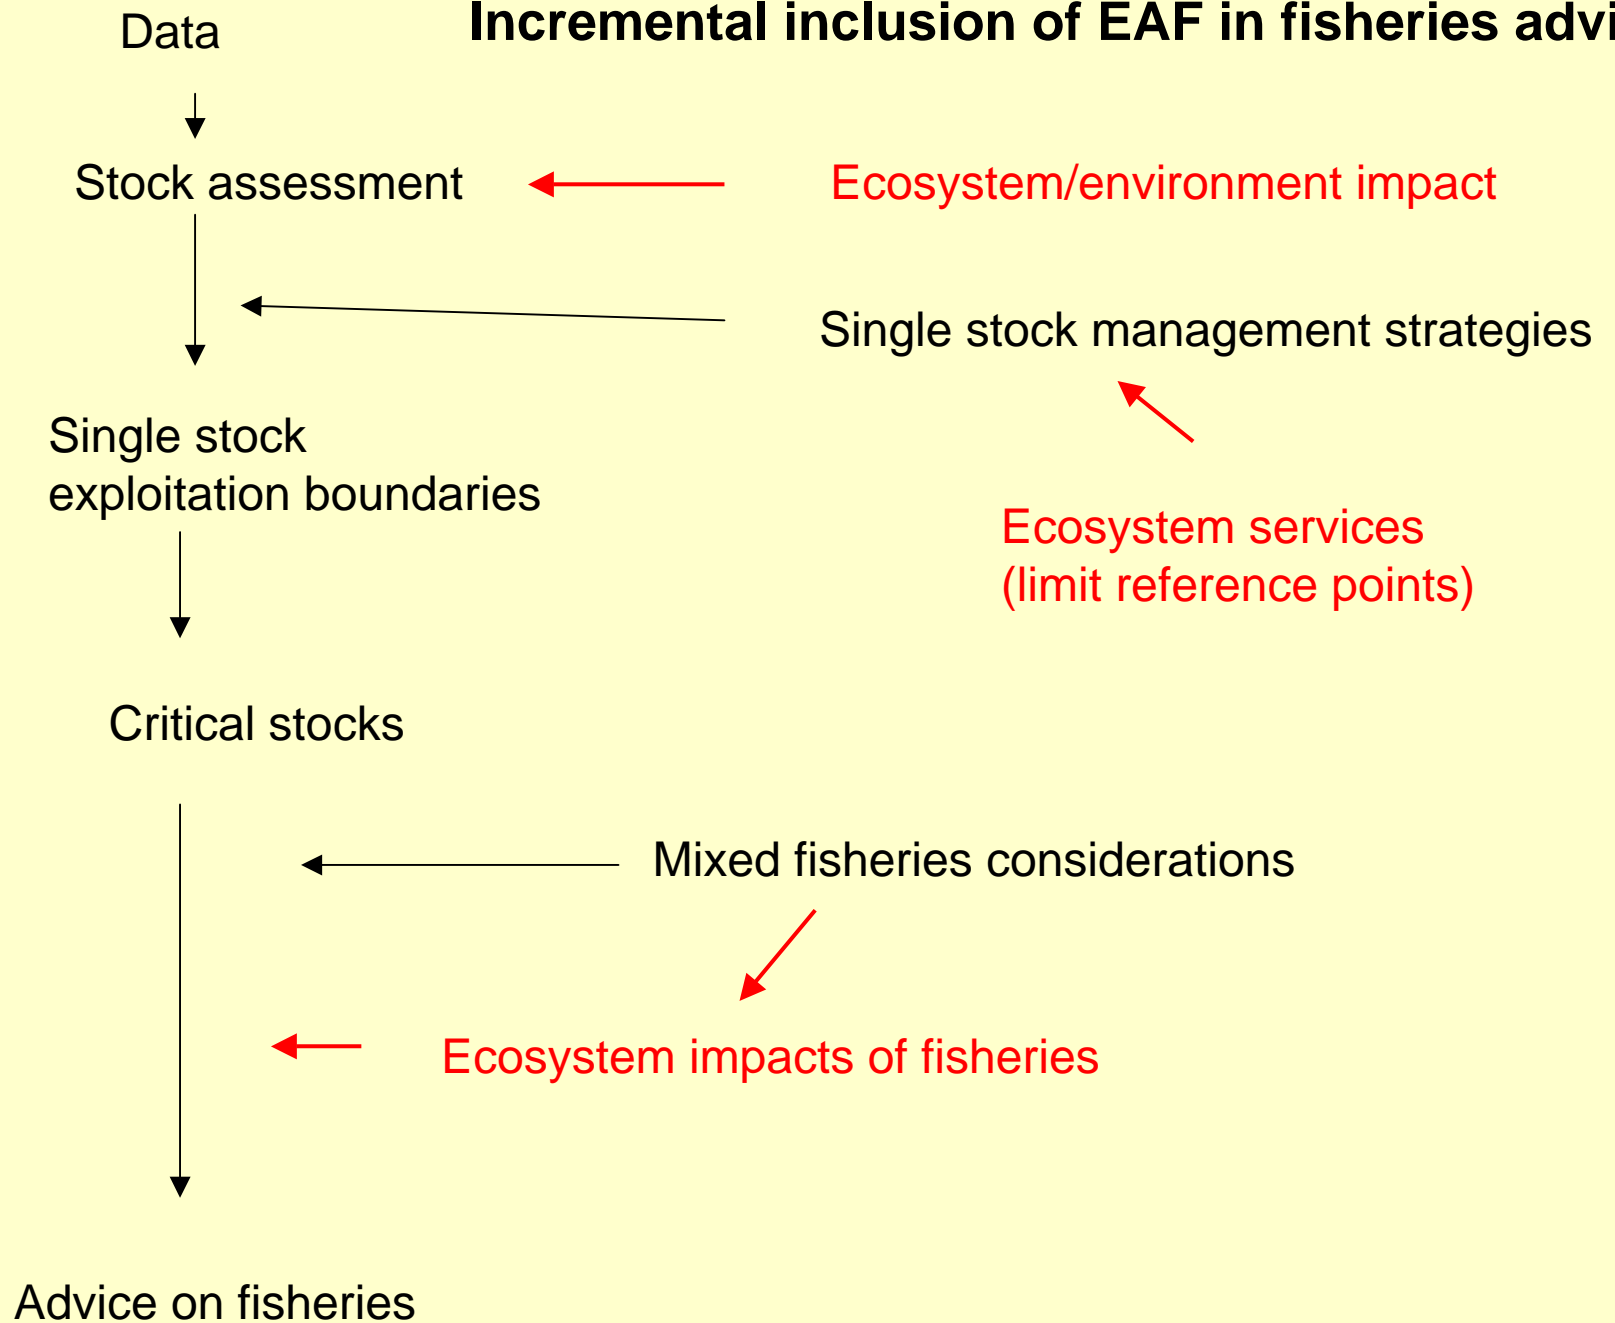 Incremental inclusion of EAF in fisheries
Data
Stock assessment
Ecosystem/environment impact
Single stock management strategies
Single stock
exploitation boundaries
Ecosystem services
(limit reference points)
Critical stocks
Mixed fisheries considerations
Ecosystem impacts of fisheries
Advice on fisheries